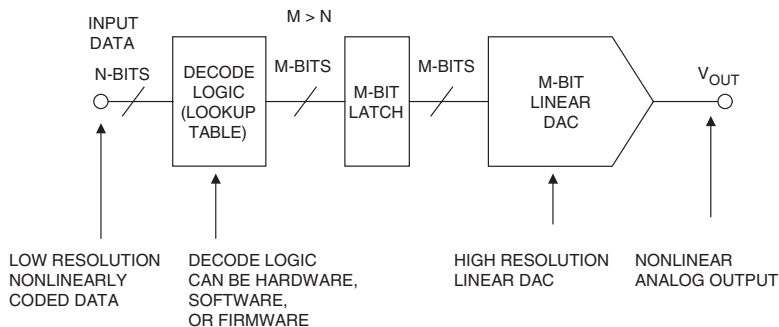 INPUT
DATA
M > N
N-BITS
DECODE
LOGIC
(LOOKUP
TABLE)
M-BITS
M-BIT
LATCH
M-BITS
M-BIT
LINEAR
DAC
VOUT
LOW RESOLUTION
NONLINEARLY
CODED DATA
DECODE LOGIC
CAN BE HARDWARE,
SOFTWARE,
OR FIRMWARE
HIGH RESOLUTION
LINEAR DAC
NONLINEAR
ANALOG OUTPUT